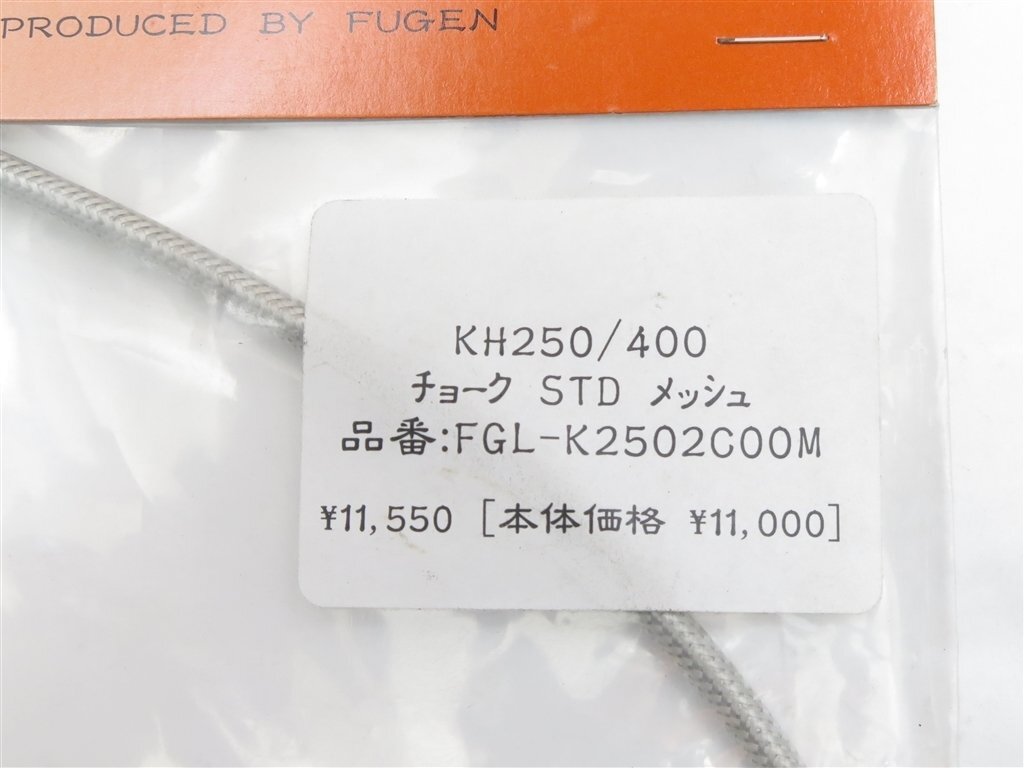 PRODUCED BY FUGEN
KH250/400
チョーク STD メッシュ
品番:FGL-K2502C00M
¥11,550 [本体価格 ¥11,000]